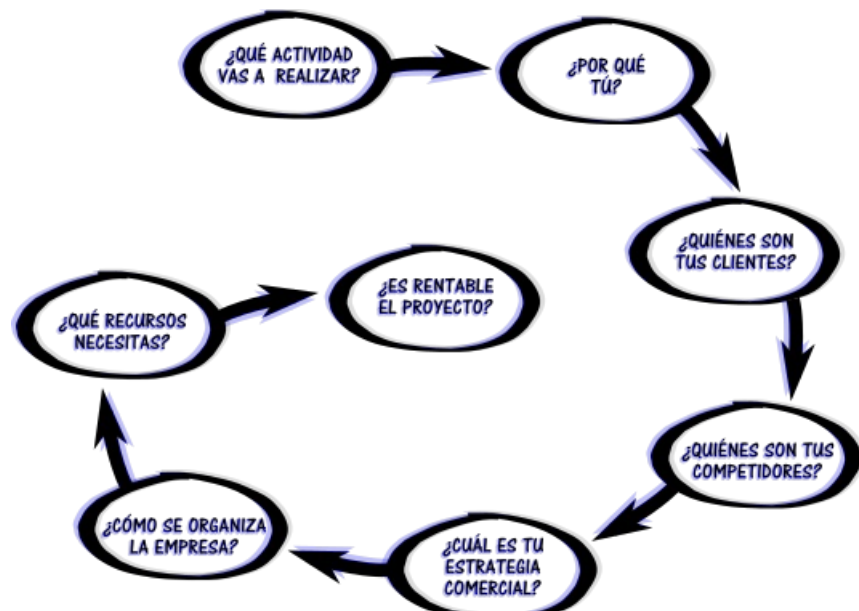 ¿QUÉ ACTIVIDAD
VAS A REALIZAR?
¿POR QUÉ
TÚ?
¿QUIÉNES SON
TUS CLIENTES?
¿QUIÉNES SON TUS
COMPETIDORES?
¿CUÁL ES TU
ESTRATEGIA
COMERCIAL?
¿CÓMO SE ORGANIZA
LA EMPRESA?
¿QUÉ RECURSOS
NECESITAS?
¿ES RENTABLE
EL PROYECTO?